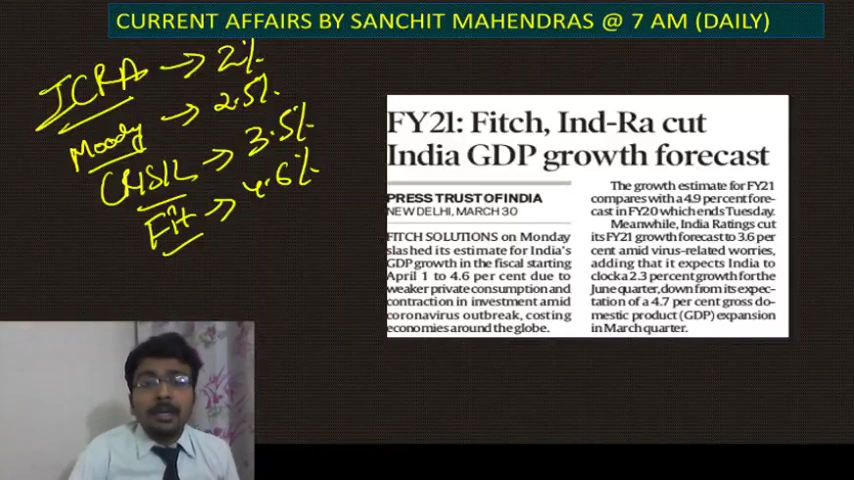 CURRENT AFFAIRS BY SANCHIT MAHENDRAS @ 7 AM (DAILY)
ICRA → 2%
Moody → 2.5%
CRISIL → 3.5%
Fit → 4.6%
FY21: Fitch, Ind-Ra cut
India GDP growth forecast
PRESS TRUST OF INDIA
NEW DELHI, MARCH 30
FITCH SOLUTIONS on Monday
slashed its estimate for India's
GDP growth in the fiscal starting
April 1 to 4.6 per cent due to
weaker private consumption and
contraction in investment amid
coronavirus outbreak, costing
economies around the globe.
The growth estimate for FY21
compares with a 4.9 per cent fore-
cast in FY20 which ends Tuesday.
Meanwhile, India Ratings cut
its FY21 growth forecast to 3.6 per
cent amid virus-related worries,
adding that it expects India to
clock a 2.3 per cent growth for the
June quarter, down from its expec-
tation of a 4.7 per cent gross do-
mestic product (GDP) expansion
in March quarter.